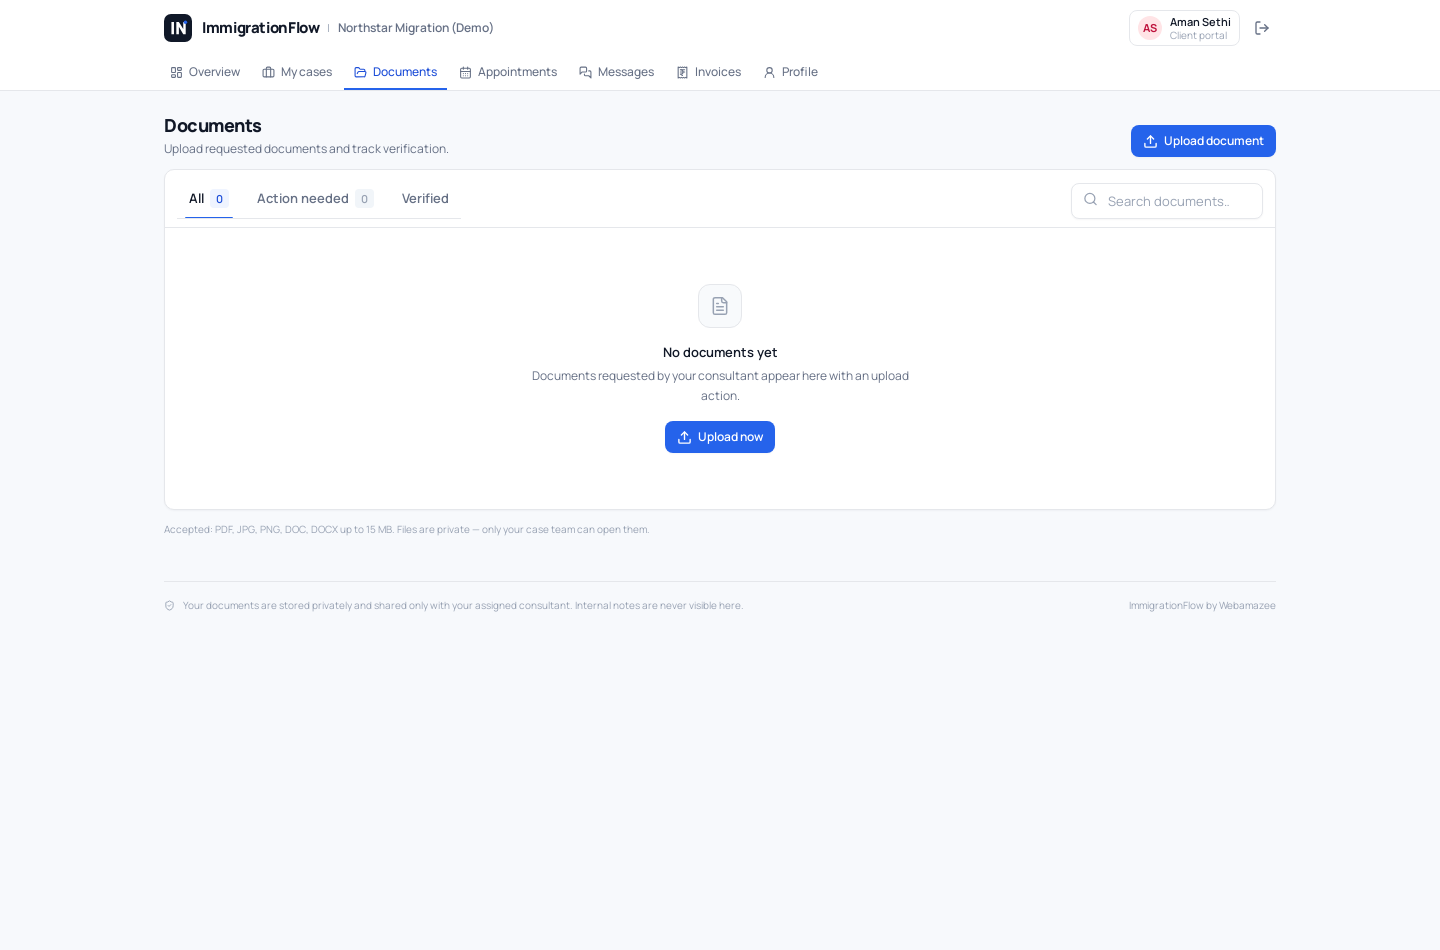 IN ImmigrationFlow Northstar Migration (Demo) AS Aman Sethi
Client portal
Overview My cases Documents Appointments Messages Invoices Profile
Documents
Upload requested documents and track verification.
Upload document
All 0 Action needed 0 Verified Search documents..
No documents yet
Documents requested by your consultant appear here with an upload
action.
Upload now
Accepted: PDF, JPG, PNG, DOC, DOCX up to 15 MB. Files are private — only your case team can open them.
Your documents are stored privately and shared only with your assigned consultant. Internal notes are never visible here. ImmigrationFlow by Webamazee